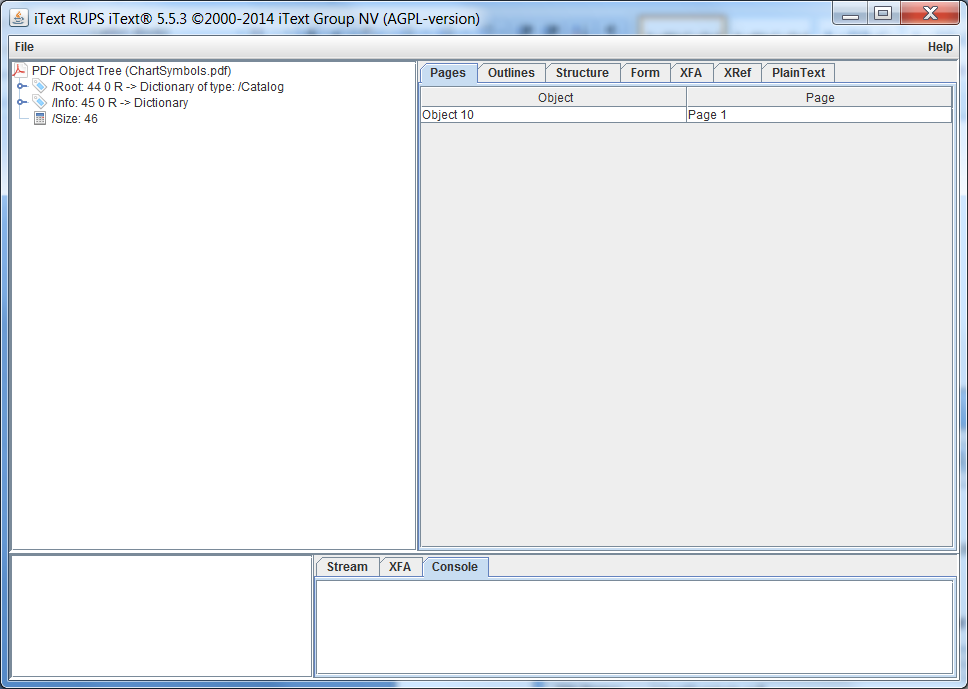 iText RUPS iText® 5.5.3 ©2000-2014 iText Group NV (AGPL-version)
File Help
PDF Object Tree (ChartSymbols.pdf)
/Root: 44 0 R -> Dictionary of type: /Catalog
/Info: 45 0 R -> Dictionary
/Size: 46
Pages Outlines Structure Form XFA XRef PlainText
Object Page
Object 10 Page 1
Stream XFA Console